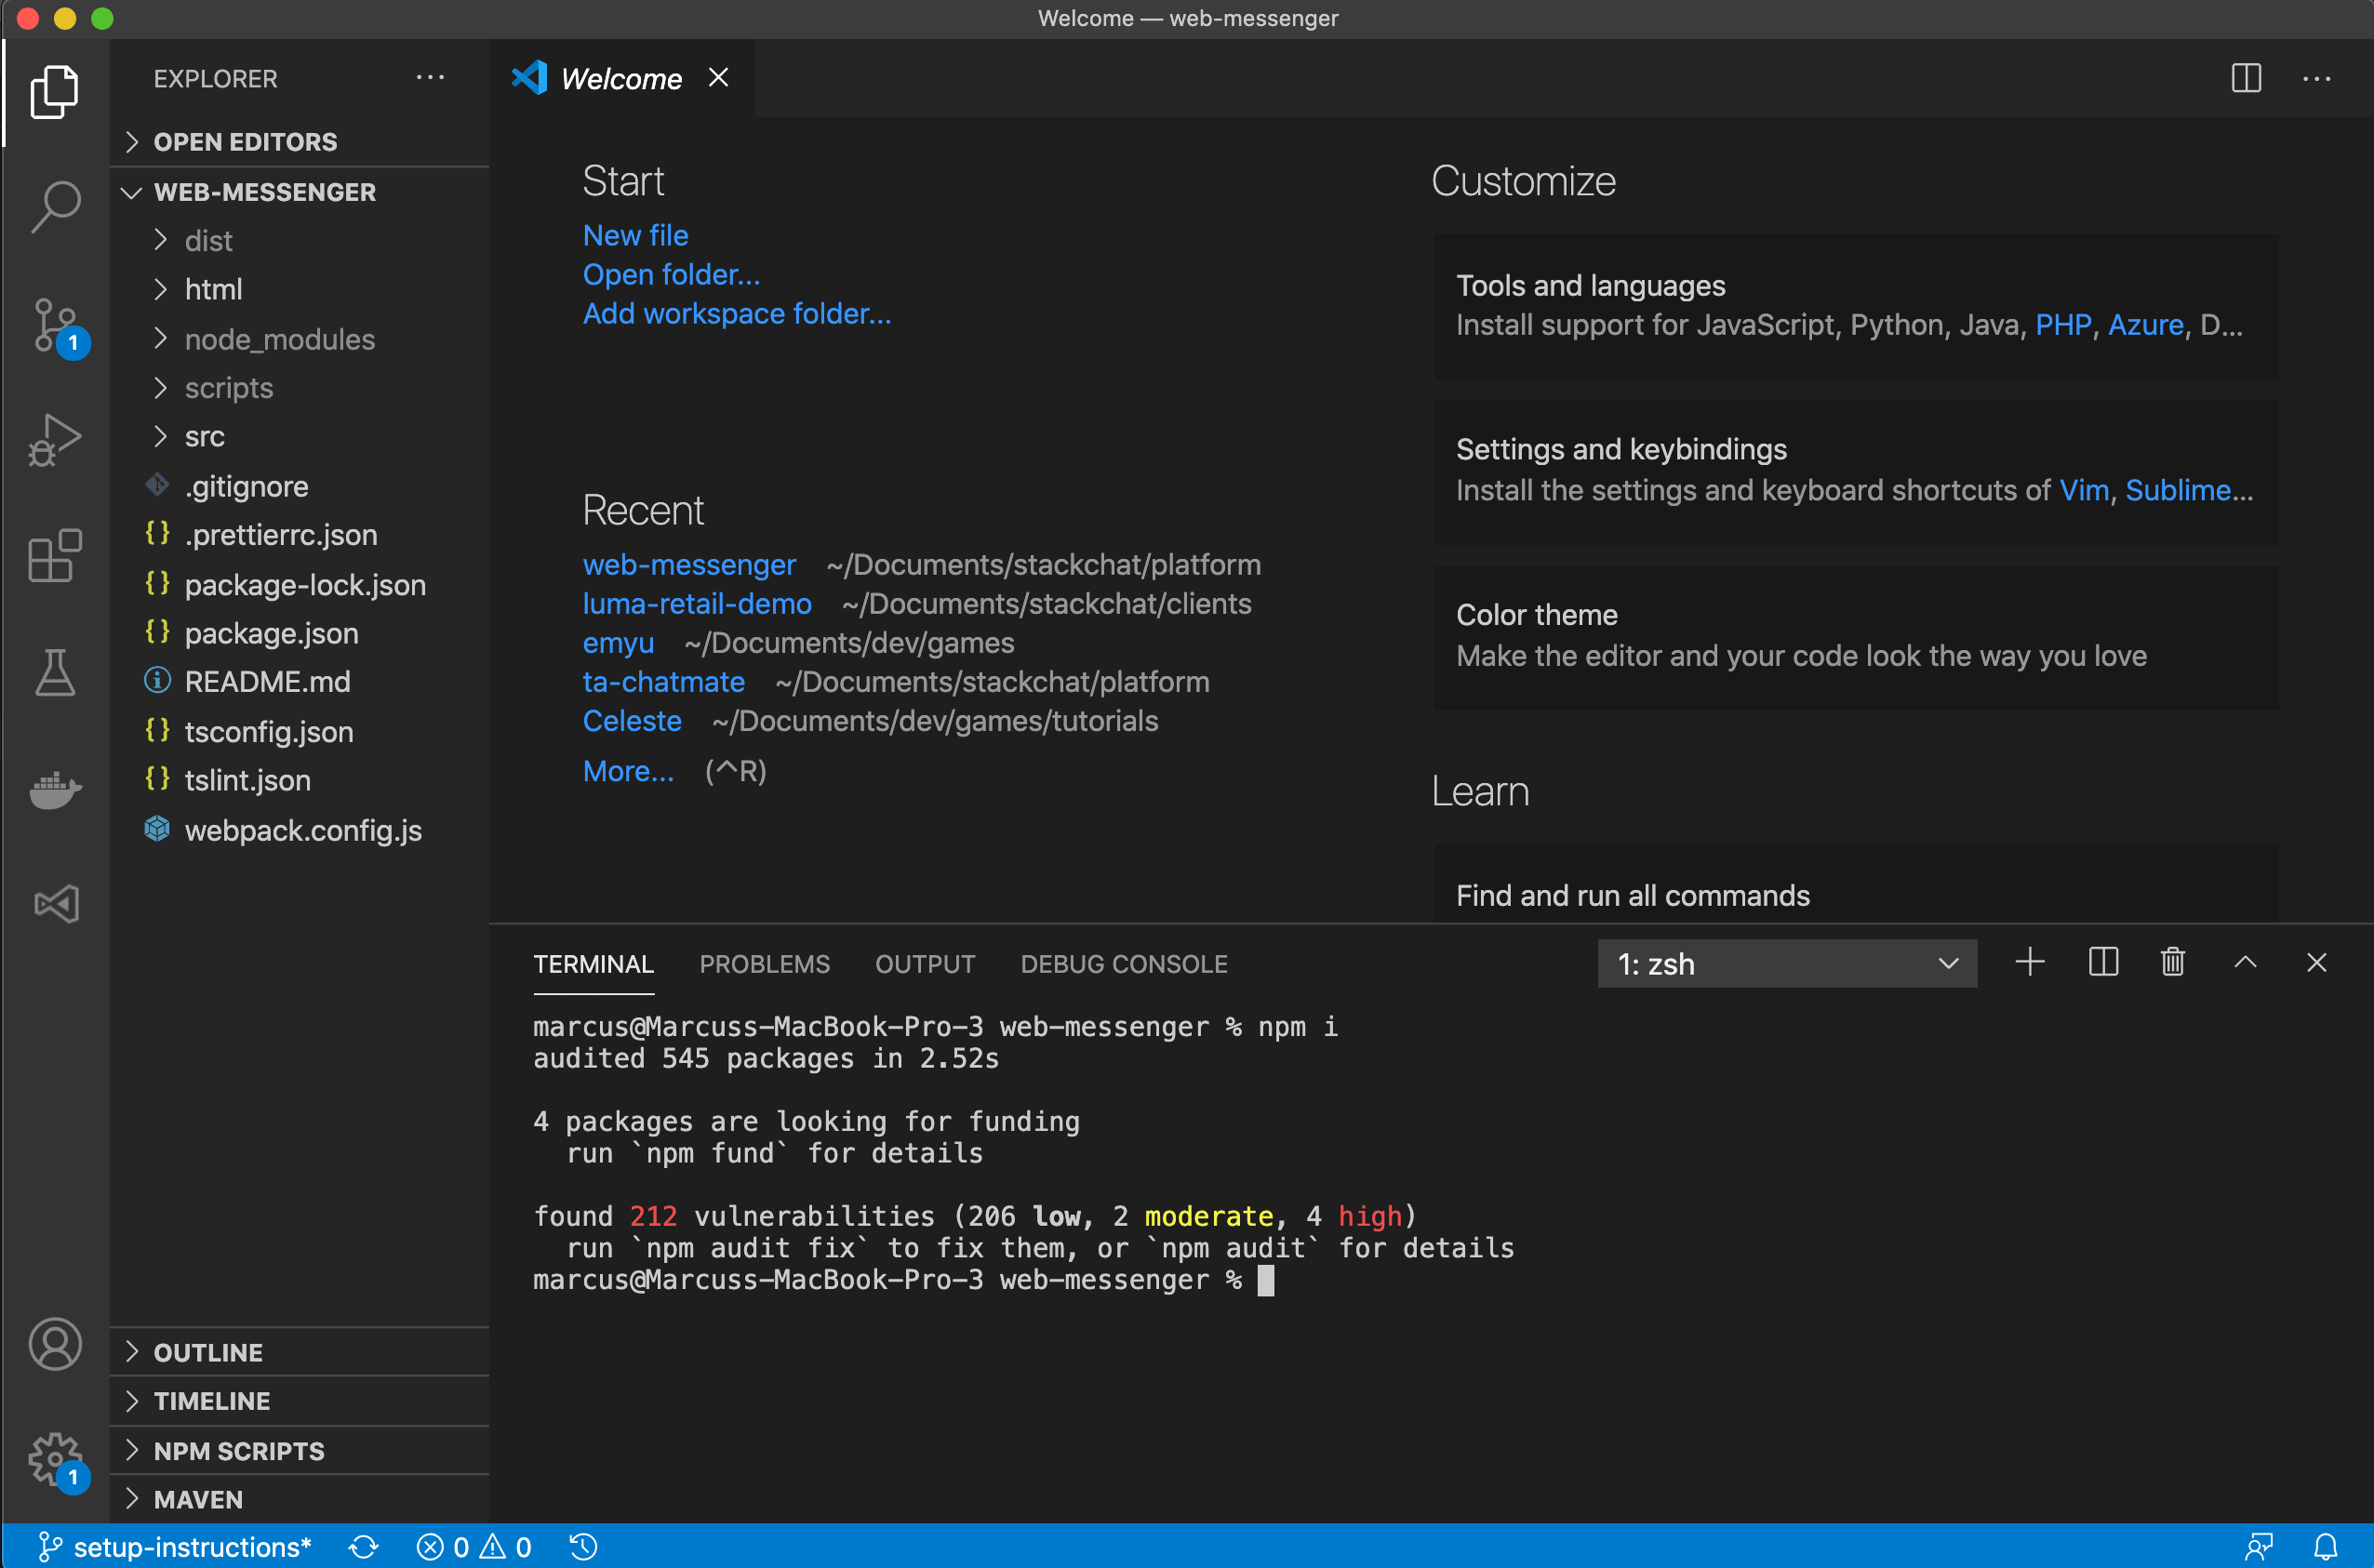 Welcome — web-messenger
EXPLORER
OPEN EDITORS
WEB-MESSENGER
dist
html
node_modules
scripts
src
.gitignore
.prettierrc.json
package-lock.json
package.json
README.md
tsconfig.json
tslint.json
webpack.config.js
OUTLINE
TIMELINE
NPM SCRIPTS
MAVEN
1
1
Welcome
Start
New file
Open folder...
Add workspace folder...
Recent
web-messenger ~/Documents/stackchat/platform
luma-retail-demo ~/Documents/stackchat/clients
emyu ~/Documents/dev/games
ta-chatmate ~/Documents/stackchat/platform
Celeste ~/Documents/dev/games/tutorials
More... (^R)
Customize
Tools and languages
Install support for JavaScript, Python, Java, PHP, Azure, D...
Settings and keybindings
Install the settings and keyboard shortcuts of Vim, Sublime...
Color theme
Make the editor and your code look the way you love
Learn
Find and run all commands
TERMINAL PROBLEMS OUTPUT DEBUG CONSOLE
1: zsh
marcus@Marcuss-MacBook-Pro-3 web-messenger % npm i
audited 545 packages in 2.52s
4 packages are looking for funding
run `npm fund` for details
found 212 vulnerabilities (206 low, 2 moderate, 4 high)
run `npm audit fix` to fix them, or `npm audit` for details
marcus@Marcuss-MacBook-Pro-3 web-messenger %
setup-instructions* 0 0